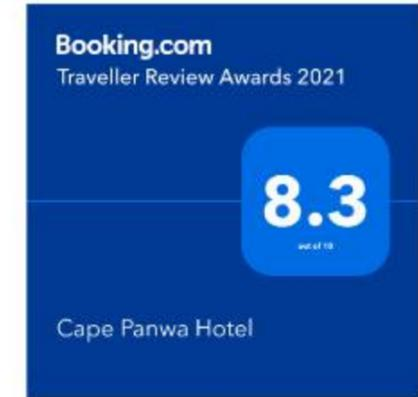 Booking.com
Traveller Review Awards 2021
8.3
out of 10
Cape Panwa Hotel